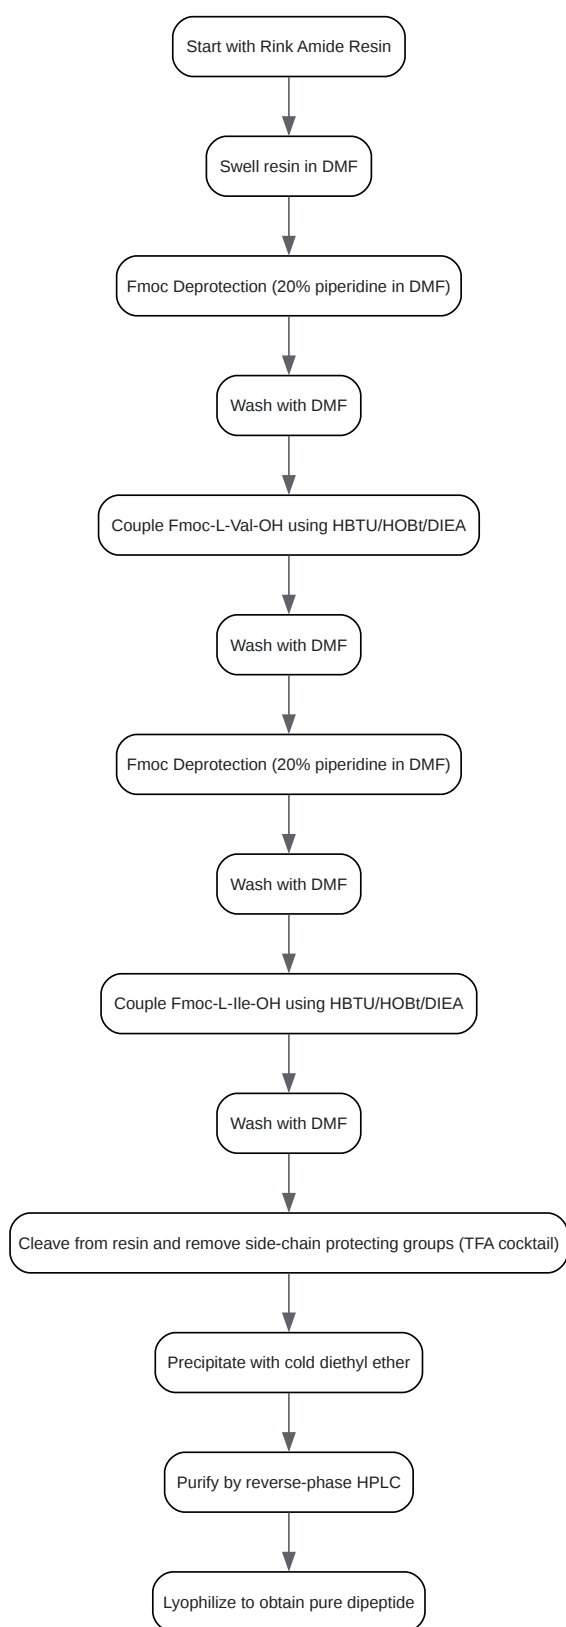 Start with Rink Amide Resin
Swell resin in DMF
Fmoc Deprotection (20% piperidine in DMF)
Wash with DMF
Couple Fmoc-L-Val-OH using HBTU/HOBt/DIEA
Wash with DMF
Fmoc Deprotection (20% piperidine in DMF)
Wash with DMF
Couple Fmoc-L-Ile-OH using HBTU/HOBt/DIEA
Wash with DMF
Cleave from resin and remove side-chain protecting groups (TFA cocktail)
Precipitate with cold diethyl ether
Purify by reverse-phase HPLC
Lyophilize to obtain pure dipeptide